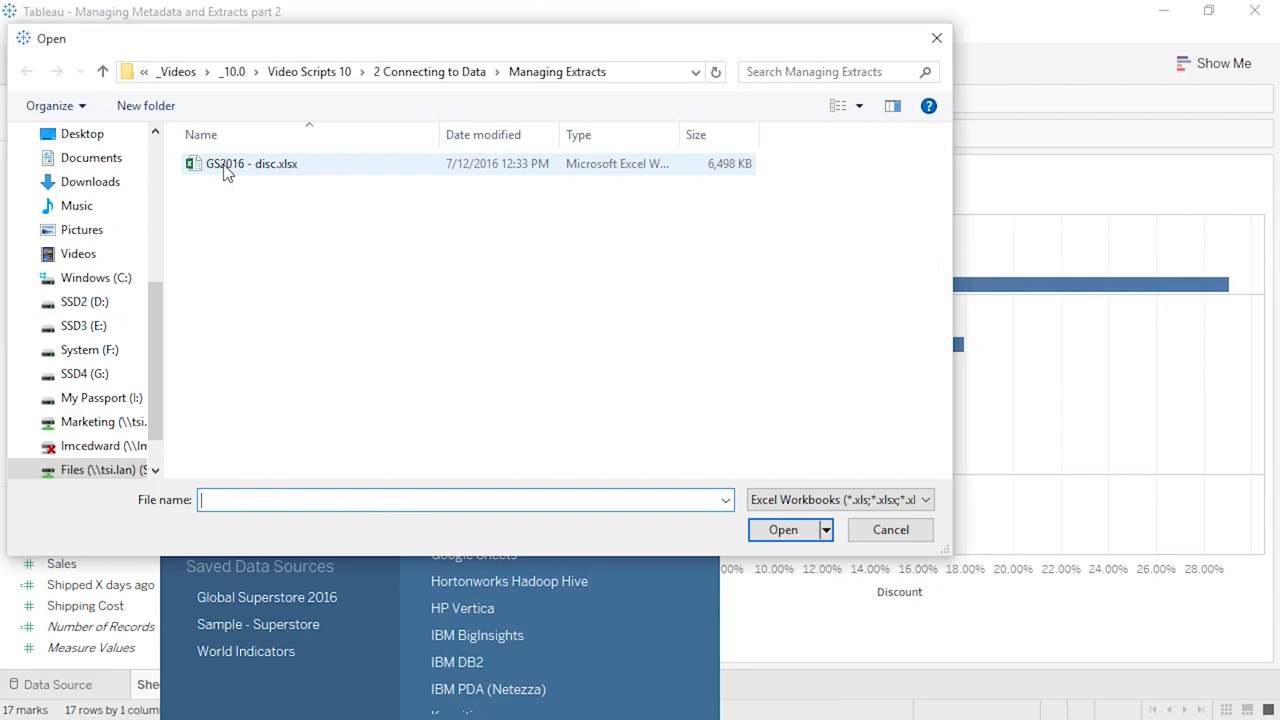 Tableau - Managing Metadata and Extracts part 2
Open
« _Videos > _10.0 > Video Scripts 10 > 2 Connecting to Data > Managing Extracts
Search Managing Extracts
Show Me
Organize
New folder
Name
Date modified
Type
Size
GS2016 - disc.xlsx
7/12/2016 12:33 PM
Microsoft Excel W...
6,498 KB
Desktop
Documents
Downloads
Music
Pictures
Videos
Windows (C:)
SSD2 (D:)
SSD3 (E:)
System (F:)
SSD4 (G:)
My Passport (I:)
Marketing (\\tsi.
lmcedward (\\lm
Files (\\tsi.lan) (S
File name:
Excel Workbooks (*.xls;*.xlsx;*.xl
Open
Cancel
Sales
Shipped X days ago
Shipping Cost
Number of Records
Measure Values
Saved Data Sources
Global Superstore 2016
Sample - Superstore
World Indicators
Google Sheets
Hortonworks Hadoop Hive
HP Vertica
IBM BigInsights
IBM DB2
IBM PDA (Netezza)
00% 10.00% 12.00% 14.00% 16.00% 18.00% 20.00% 22.00% 24.00% 26.00% 28.00%
Discount
Data Source
She
17 marks
17 rows by 1 colum